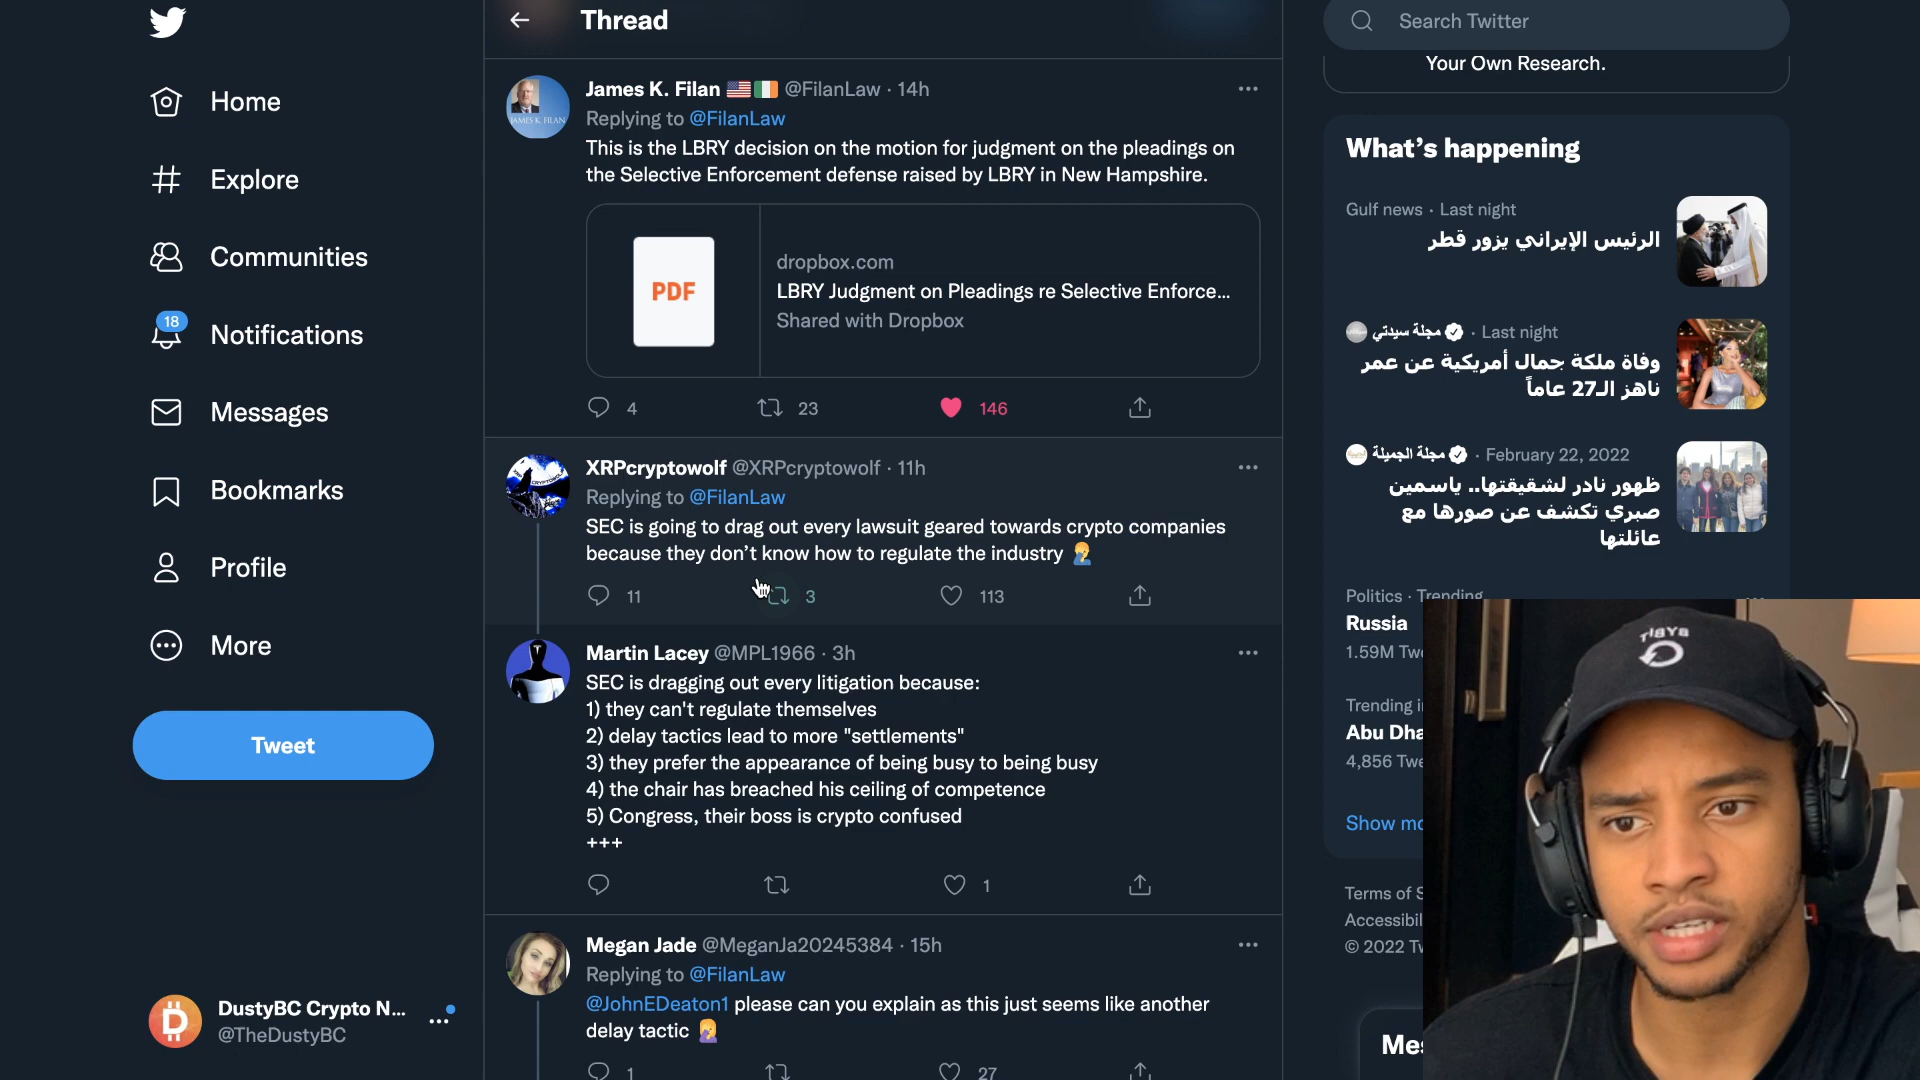 Home
Explore
Communities
18
Notifications
Messages
Bookmarks
Profile
More
Tweet
DustyBC Crypto N...
@TheDustyBC
Thread
James K. Filan 🇺🇸🇮🇪 @FilanLaw · 14h
Replying to @FilanLaw
This is the LBRY decision on the motion for judgment on the pleadings on
the Selective Enforcement defense raised by LBRY in New Hampshire.
JAMES K. FILAN
PDF
dropbox.com
LBRY Judgment on Pleadings re Selective Enforce...
Shared with Dropbox
4 23 146
XRPcryptowolf @XRPcryptowolf · 11h
Replying to @FilanLaw
SEC is going to drag out every lawsuit geared towards crypto companies
because they don’t know how to regulate the industry 🤦‍♂️
11 3 113
Martin Lacey @MPL1966 · 3h
SEC is dragging out every litigation because:
1) they can't regulate themselves
2) delay tactics lead to more "settlements"
3) they prefer the appearance of being busy to being busy
4) the chair has breached his ceiling of competence
5) Congress, their boss is crypto confused
+++
1
Megan Jade @MeganJa20245384 · 15h
Replying to @FilanLaw
@JohnEDeaton1 please can you explain as this just seems like another
delay tactic 🤦‍♀️
1 27
Search Twitter
Your Own Research.
What’s happening
Gulf news · Last night
الرئيس الإيراني يزور قطر
مجلة سيدتي · Last night
وفاة ملكة جمال أمريكية عن عمر
ناهز الـ27 عاماً
مجلة الجميلة · February 22, 2022
ظهور نادر لشقيقتها.. ياسمين
صبري تكشف عن صورها مع
عائلتها
Politics · Trending
Russia
1.59M Twe
Trending i
Abu Dha
4,856 Twe
Show mo
Terms of S
Accessibil
© 2022 Tw
Mes